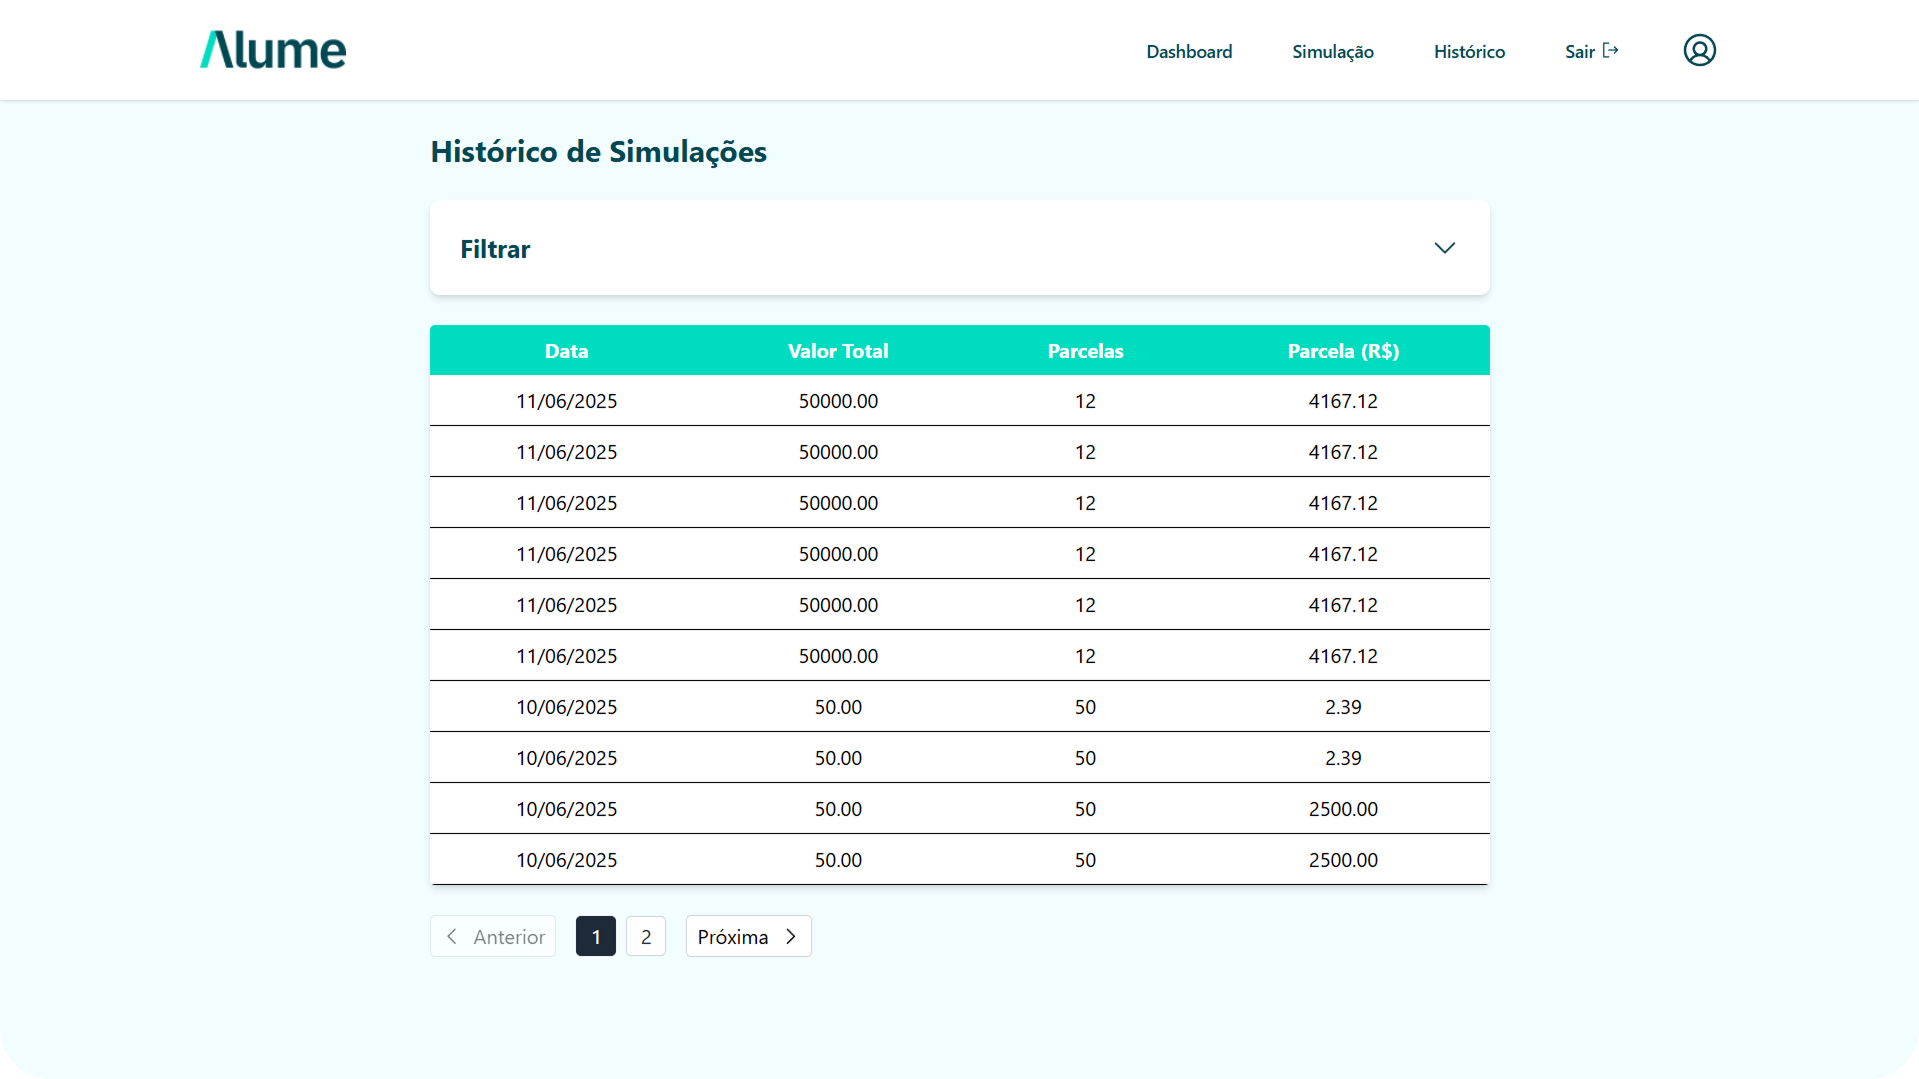 Alume
Dashboard Simulação Histórico Sair
Histórico de Simulações
Filtrar
Data Valor Total Parcelas Parcela (R$)
11/06/2025 50000.00 12 4167.12
11/06/2025 50000.00 12 4167.12
11/06/2025 50000.00 12 4167.12
11/06/2025 50000.00 12 4167.12
11/06/2025 50000.00 12 4167.12
11/06/2025 50000.00 12 4167.12
10/06/2025 50.00 50 2.39
10/06/2025 50.00 50 2.39
10/06/2025 50.00 50 2500.00
10/06/2025 50.00 50 2500.00
Anterior 1 2 Próxima